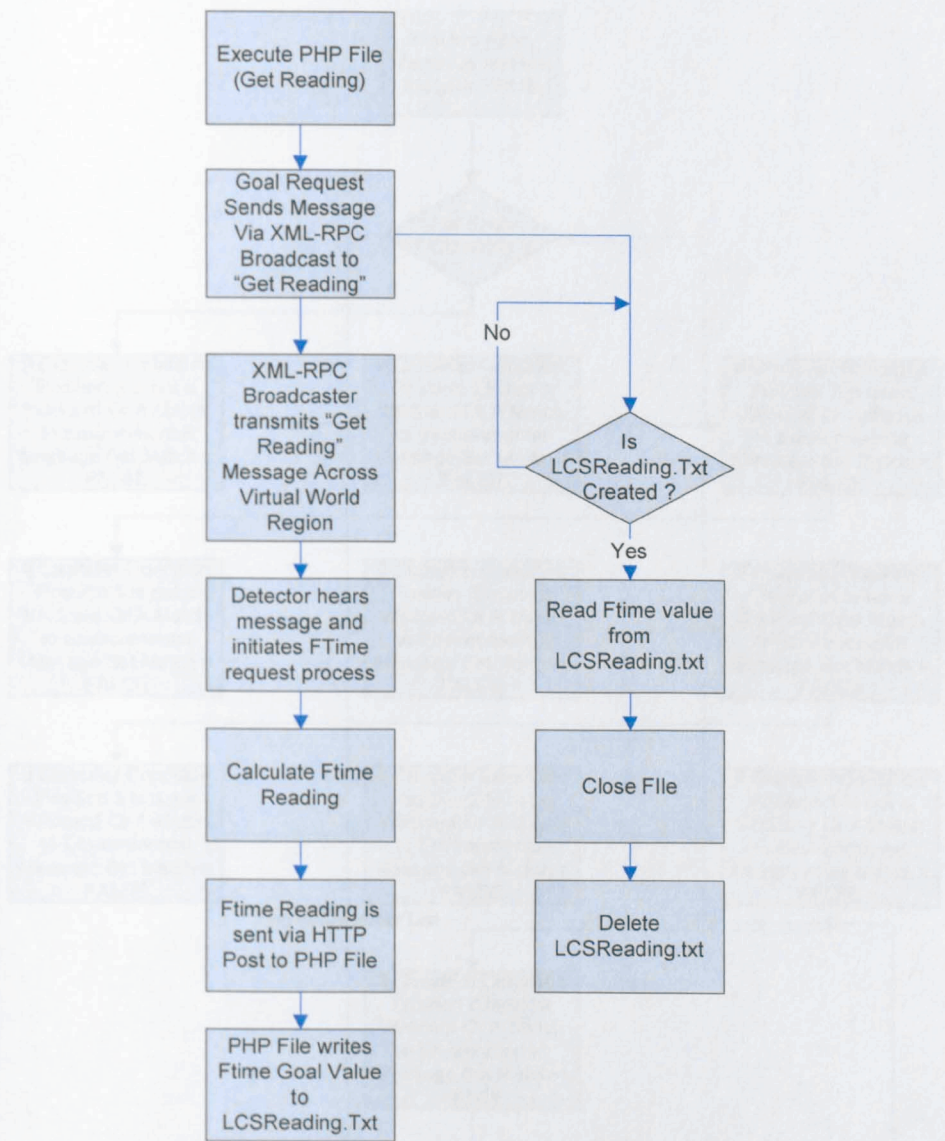 Execute PHP File
(Get Reading)
Goal Request
Sends Message
Via XML-RPC
Broadcast to
“Get Reading”
XML-RPC
Broadcaster
transmits “Get
Reading”
Message Across
Virtual World
Region
Detector hears
message and
initiates FTime
request process
Calculate Ftime
Reading
Ftime Reading is
sent via HTTP
Post to PHP File
PHP File writes
Ftime Goal Value
to
LCSReading.Txt
No
Is
LCSReading.Txt
Created ?
Yes
Read Ftime value
from
LCSReading.txt
Close FIle
Delete
LCSReading.txt